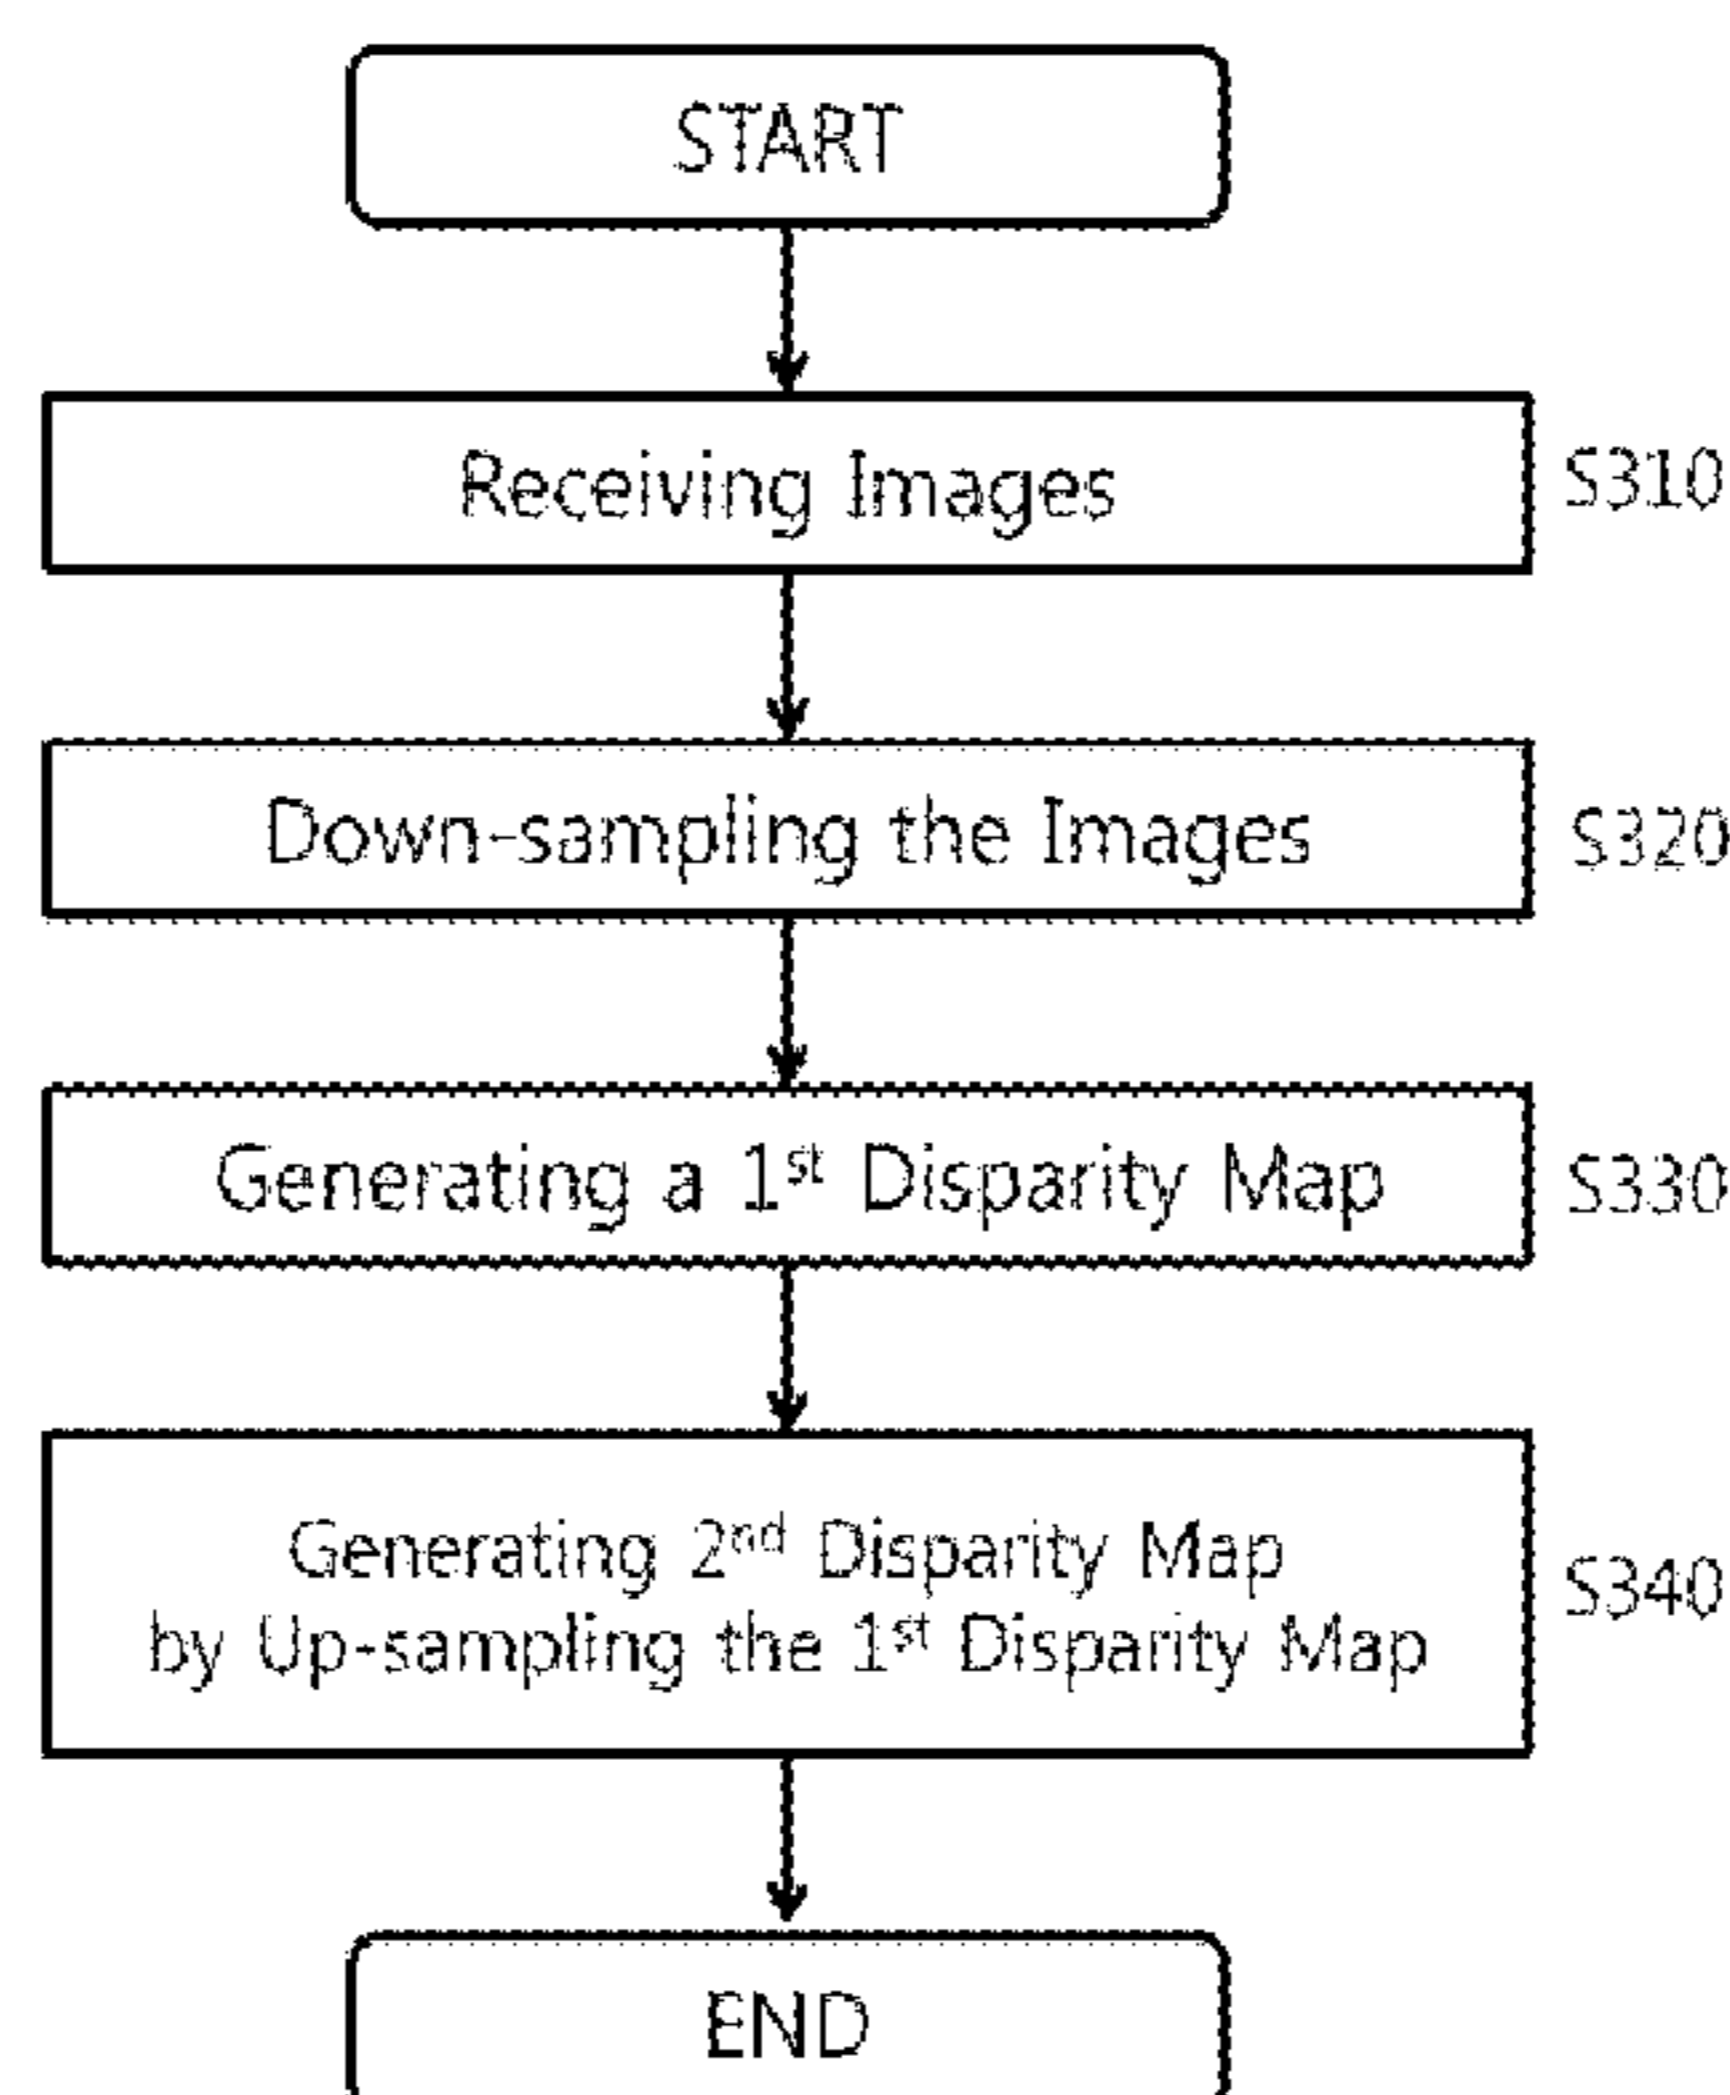 START
Receiving Images
S310
Down-sampling the Images
S320
Generating a 1st Disparity Map
S330
Generating 2nd Disparity Map
by Up-sampling the 1st Disparity Map
S340
END